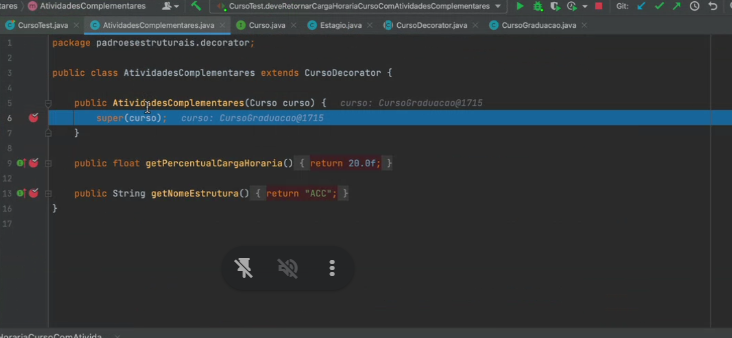 tares AtividadesComplementares CursoTest.deveRetornarCargaHorariaCursoComAtividadesComplementares Git:
CursoTest.java AtividadesComplementares.java Curso.java Estagio.java CursoDecorator.java CursoGraduacao.java
1 package padroesestruturais.decorator;
2
3 public class AtividadesComplementares extends CursoDecorator {
4
5 public AtividadesComplementares(Curso curso) { curso: CursoGraduacao@1715
6 super(curso); curso: CursoGraduacao@1715
7 }
8
9 public float getPercentualCargaHoraria() { return 20.0f; }
12
13 public String getNomeEstrutura() { return "ACC"; }
16 }
17
HorariaCursoComAtivida